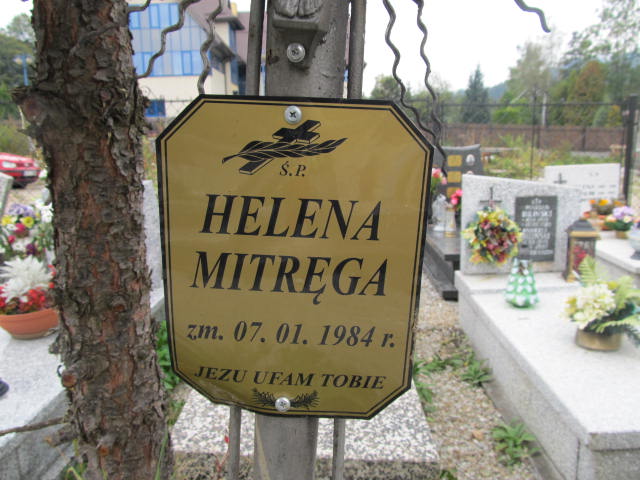 Ś.P.
HELENA
MITRĘGA
zm. 07. 01. 1984 r.
JEZU UFAM TOBIE